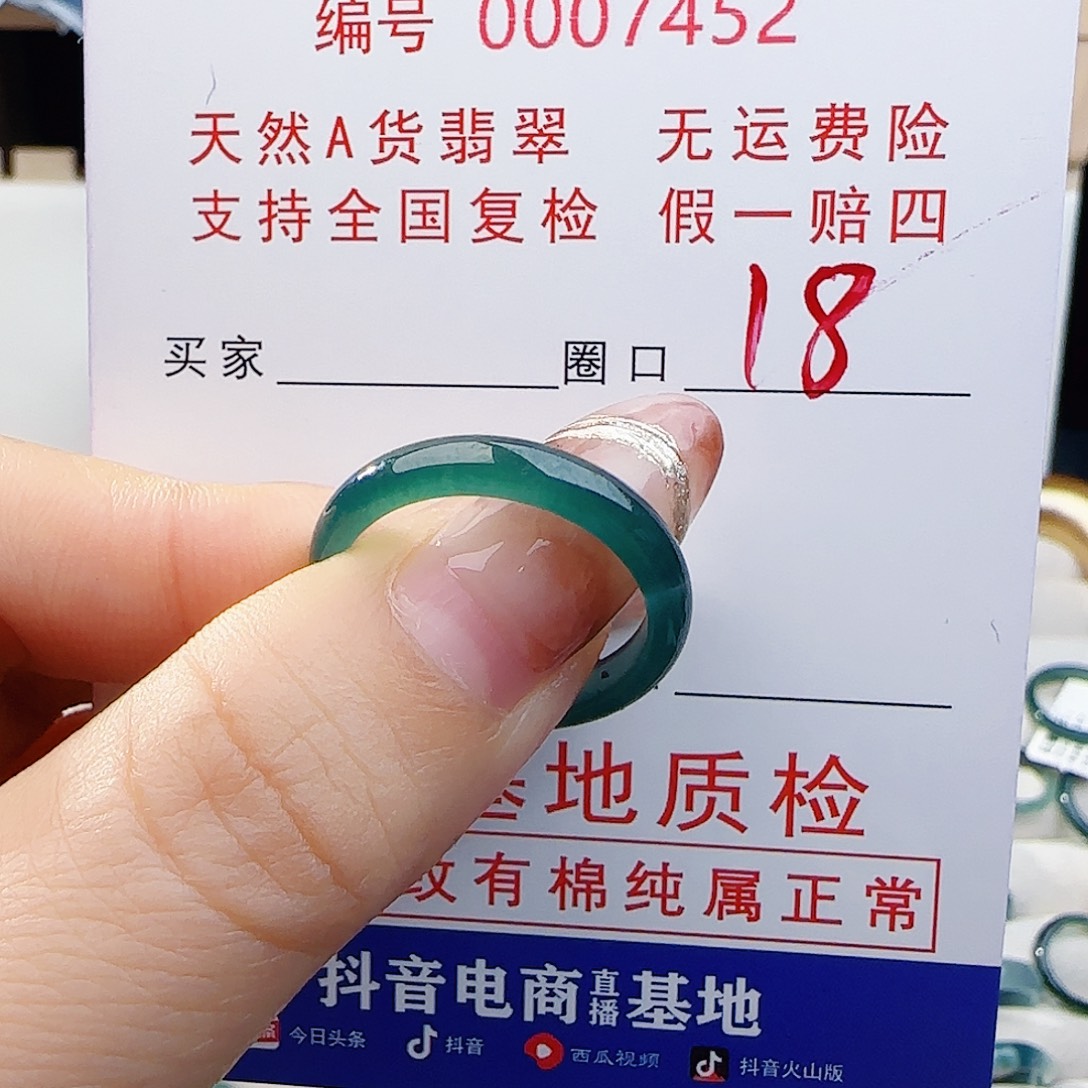 编号 0007452
天然A货翡翠 无运费险
支持全国复检 假一赔四
买家 圈口 18
基地质检
纹有棉纯属正常
抖音电商直播基地
今日头条 抖音 西瓜视频 抖音火山版